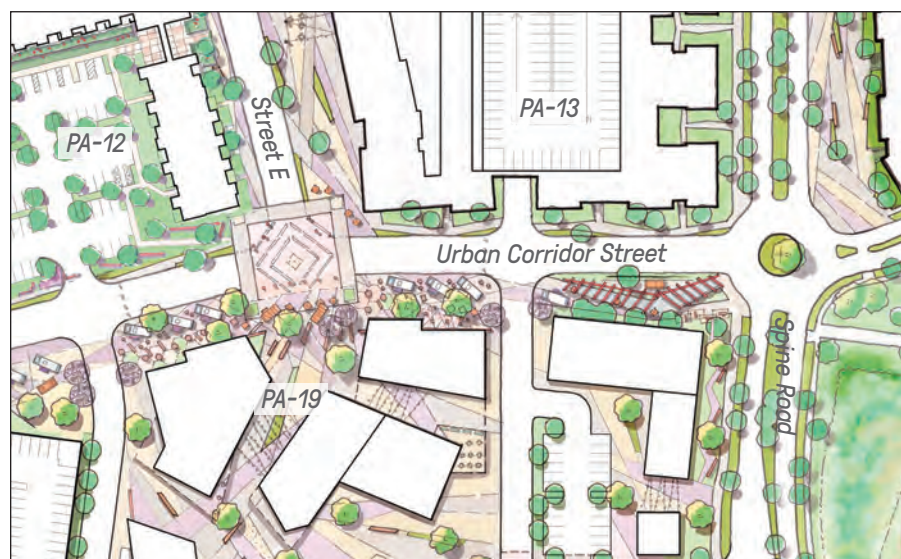 PA-12
Street E
PA-13
Urban Corridor Street
PA-19
Spine Road